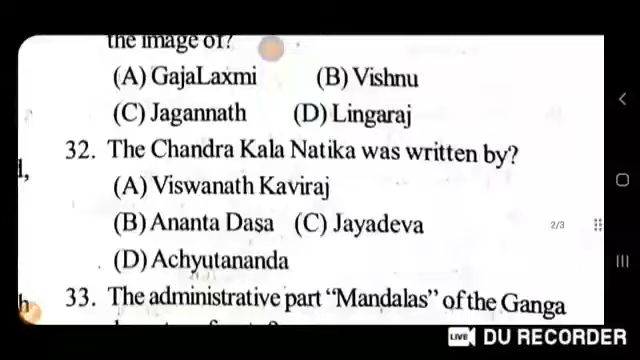 the image of?
(A) GajaLaxmi (B) Vishnu
(C) Jagannath (D) Lingaraj
32. The Chandra Kala Natika was written by?
(A) Viswanath Kaviraj
(B) Ananta Dasa (C) Jayadeva
(D) Achyutananda
33. The administrative part “Mandalas” of the Ganga
2/3
LIVE DU RECORDER